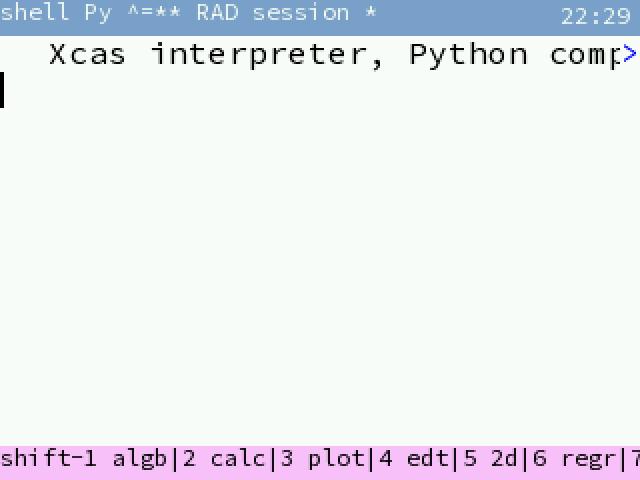 shell Py ^=** RAD session * 22:29
Xcas interpreter, Python comp>
shift-1 algb|2 calc|3 plot|4 edt|5 2d|6 regr|7